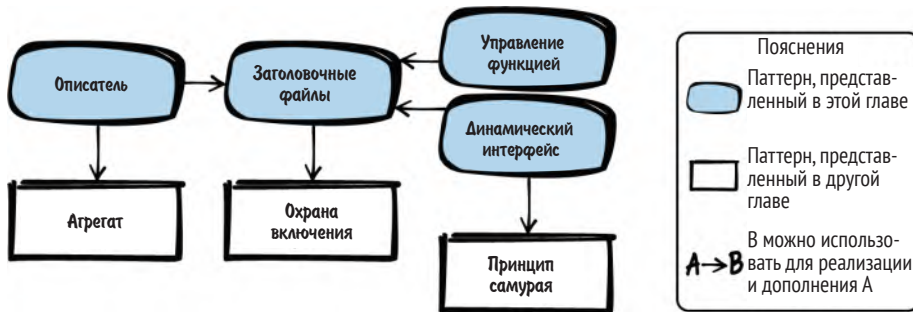 Описатель
Заголовочные
файлы
Управление
функцией
Динамический
интерфейс
Агрегат
Охрана
включения
Принцип
самурая
Пояснения
Паттерн, представ-
ленный в этой главе
Паттерн, представ-
ленный в другой
главе
A→B В можно использо-
вать для реализации
и дополнения А